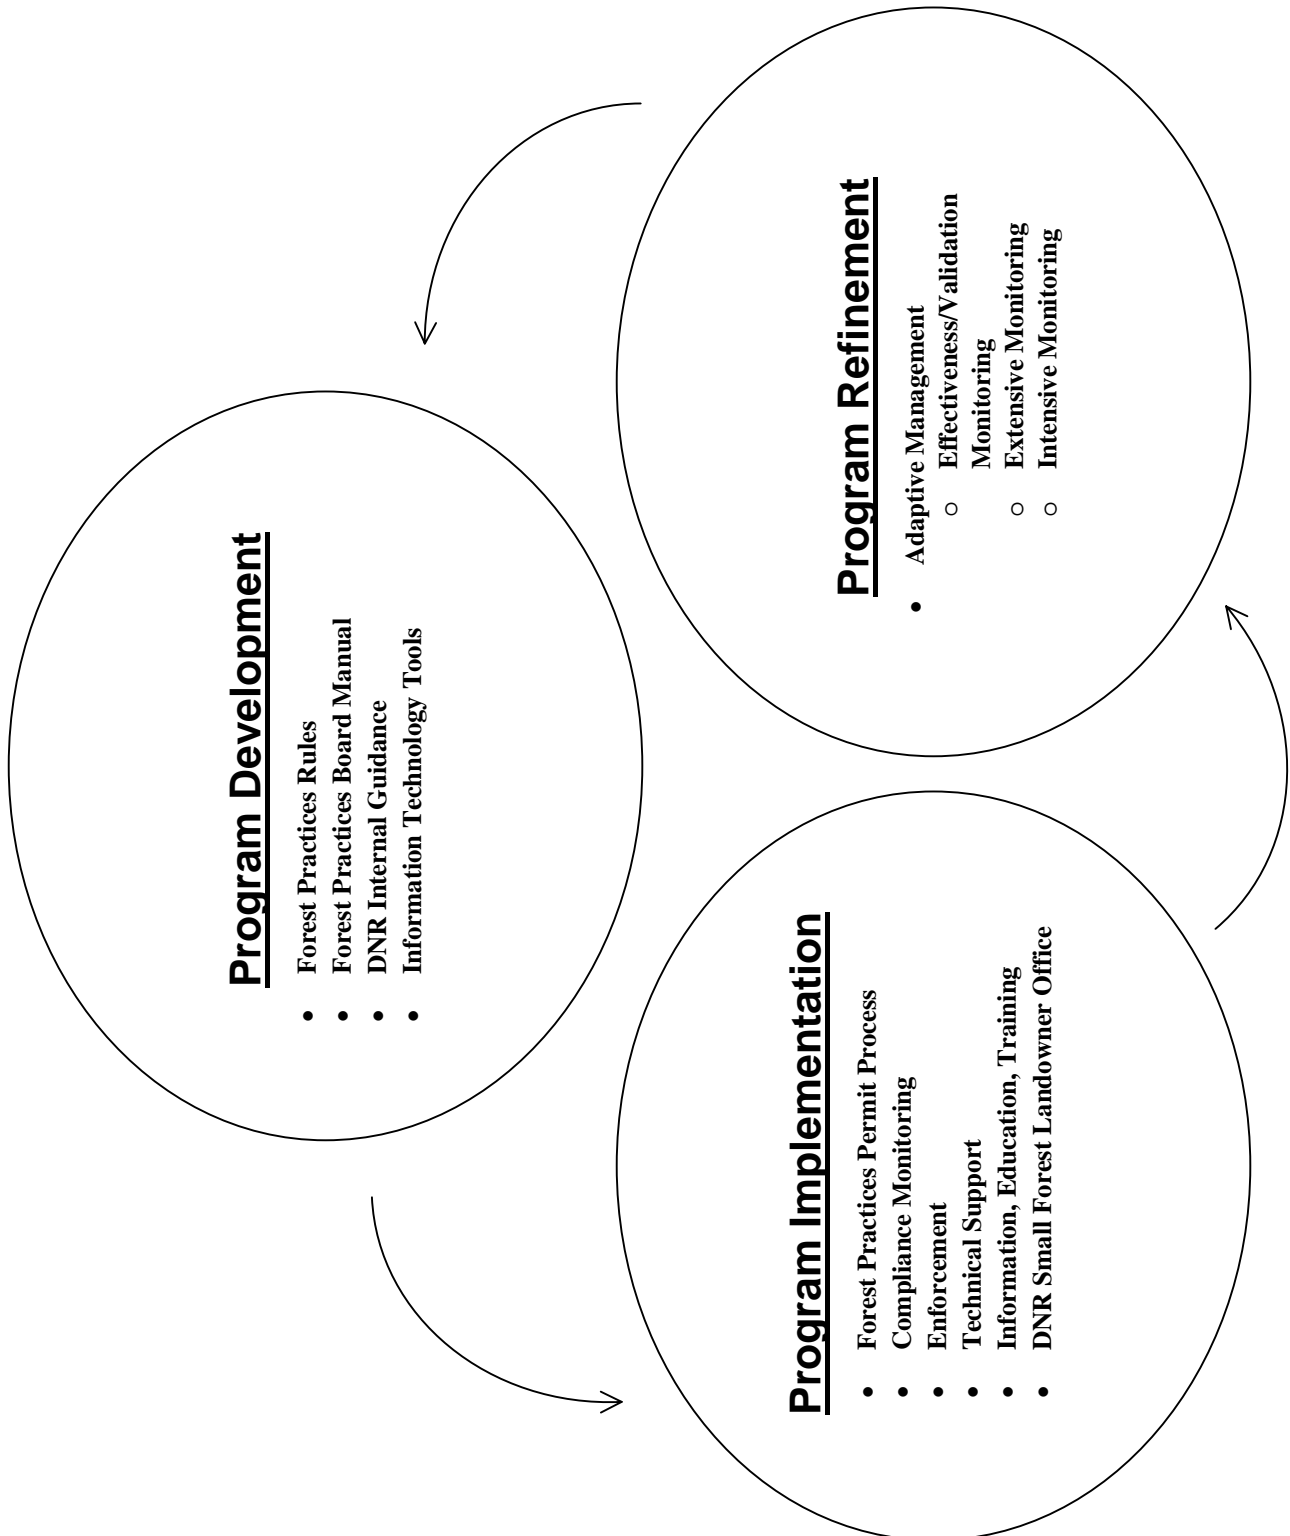 Program Development
• Forest Practices Rules
• Forest Practices Board Manual
• DNR Internal Guidance
• Information Technology Tools
Program Implementation
• Forest Practices Permit Process
• Compliance Monitoring
• Enforcement
• Technical Support
• Information, Education, Training
• DNR Small Forest Landowner Office
Program Refinement
• Adaptive Management
○ Effectiveness/Validation
Monitoring
○ Extensive Monitoring
○ Intensive Monitoring